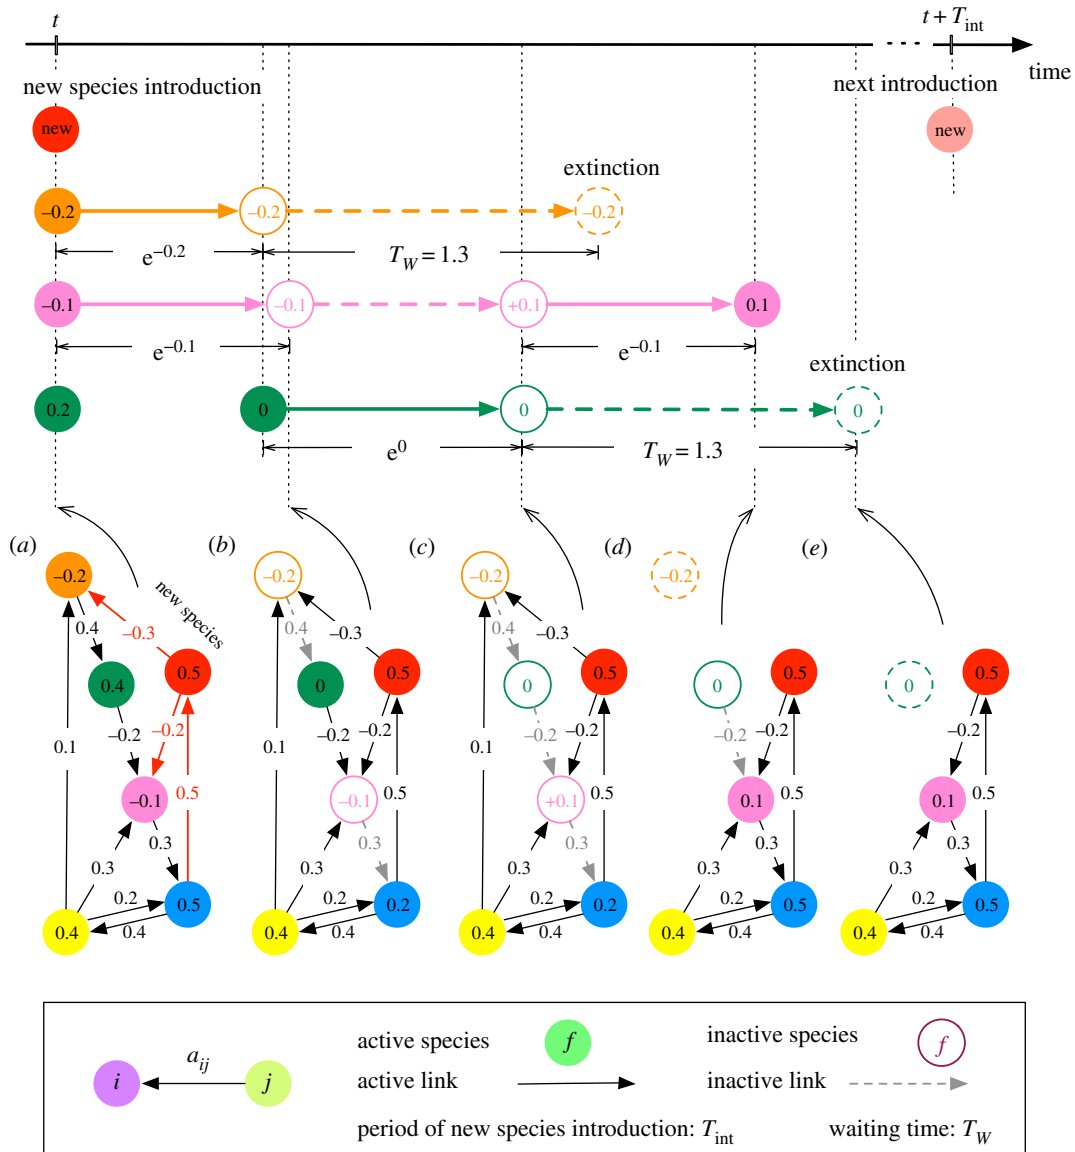 t
t + T_int
time
new species introduction
next introduction
new
new
extinction
–0.2
–0.2
–0.2
e^–0.2
T_W = 1.3
–0.1
–0.1
+0.1
0.1
e^–0.1
e^–0.1
extinction
0.2
0
0
0
e^0
T_W = 1.3
(a)
–0.2
new species
0.4
–0.3
0.4
0.5
–0.2
–0.2
0.1
–0.1
0.5
0.3
0.3
0.2
0.5
0.4
0.4
(b)
–0.2
0.4
–0.3
0
0.5
–0.2
–0.2
0.1
–0.1
0.5
0.3
0.3
0.2
0.2
0.4
0.4
(c)
–0.2
0.4
–0.3
0
0.5
–0.2
–0.2
0.1
+0.1
0.5
0.3
0.3
0.2
0.2
0.4
0.4
(d)
–0.2
0
0.5
–0.2
–0.2
0.1
0.5
0.3
0.3
0.2
0.5
0.4
0.4
(e)
0
0.5
–0.2
0.1
0.5
0.3
0.3
0.2
0.5
0.4
0.4
i
a_ij
j
active species
f
inactive species
f
active link
inactive link
period of new species introduction: T_int
waiting time: T_W